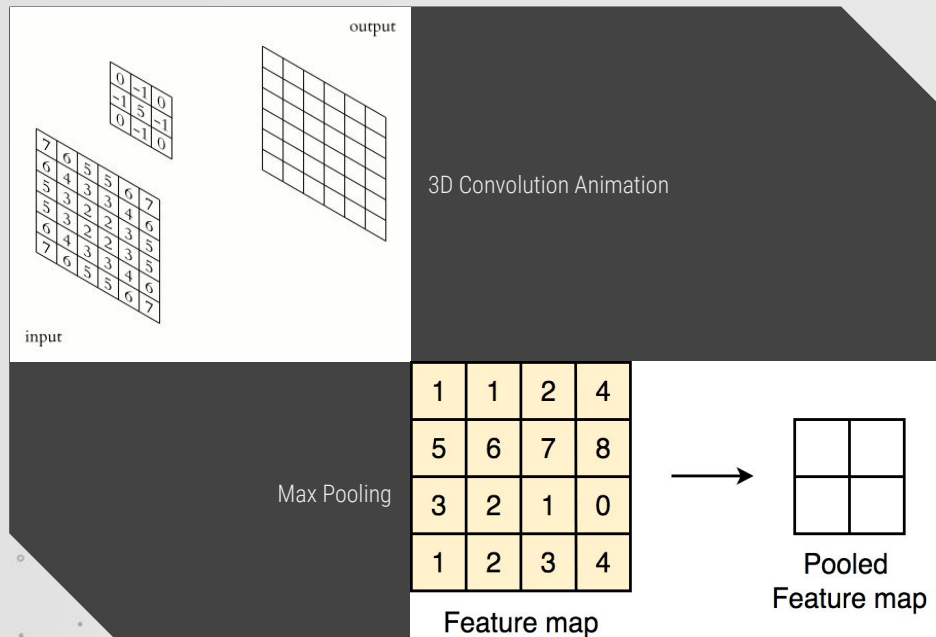 output
0 -1 0
-1 5 -1
0 -1 0
7 6 5 5 6 7
6 4 3 3 4 6
5 3 2 2 3 5
5 3 2 2 3 5
6 4 3 3 4 6
7 6 5 5 6 7
input
3D Convolution Animation
Max Pooling
1 1 2 4
5 6 7 8
3 2 1 0
1 2 3 4
Feature map
Pooled
Feature map